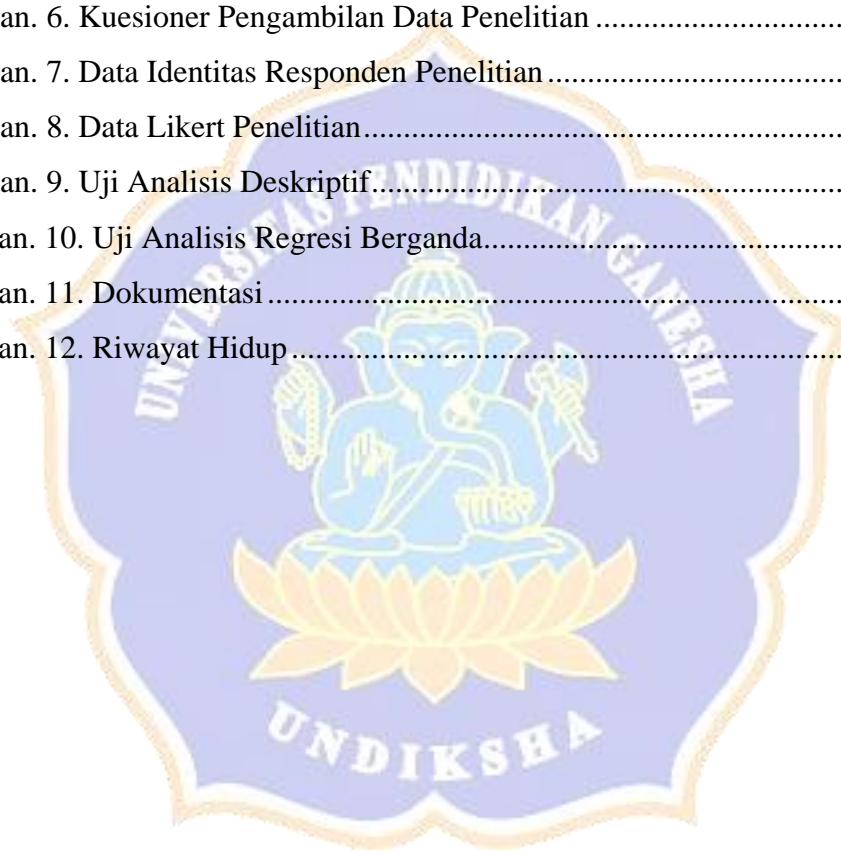 an. 6. Kuesioner Pengambilan Data Penelitian ................................
an. 7. Data Identitas Responden Penelitian ......................................
an. 8. Data Likert Penelitian ...............................................................
an. 9. Uji Analisis Deskriptif ..............................................................
an. 10. Uji Analisis Regresi Berganda ...............................................
an. 11. Dokumentasi ...........................................................................
an. 12. Riwayat Hidup ........................................................................
UNIVERSITAS PENDIDIKAN GANESHA
UNDIKSHA